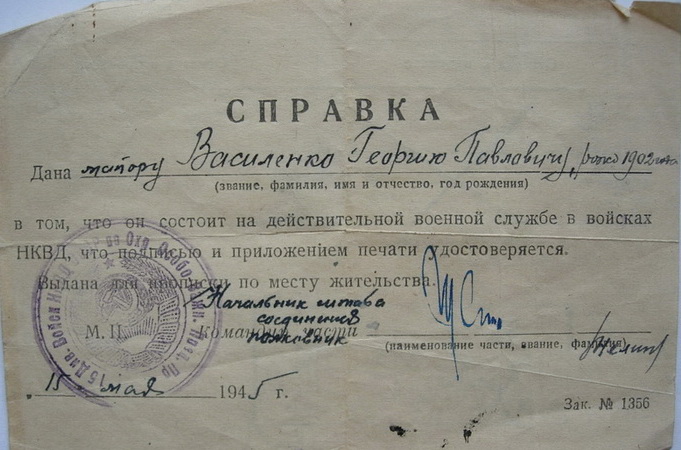 СПРАВКА
Дана майору Василенко Георгию Павловичу, рожд 1902 года
(звание, фамилия, имя и отчество, год рождения)
в том, что он состоит на действительной военной службе в войсках
НКВД, что подписью и приложением печати удостоверяется.
Выдана для прописки по месту жительства.
Начальник штаба
соединения
М. П. Командир части
полковник
(наименование части, звание, фамилия)
15 мая 1945 г.
Зак. № 1356